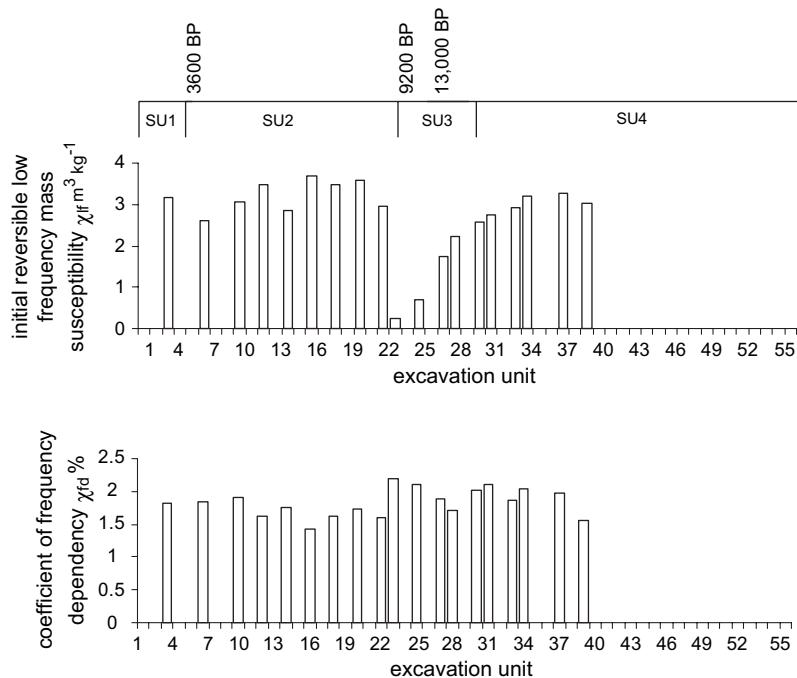 3600 BP
9200 BP
13,000 BP
SU1 SU2 SU3 SU4
initial reversible low
frequency mass
susceptibility χlf m³ kg⁻¹
4
3
2
1
0
1 4 7 10 13 16 19 22 25 28 31 34 37 40 43 46 49 52 55
excavation unit
coefficient of frequency
dependency χfd %
2.5
2
1.5
1
0.5
0
1 4 7 10 13 16 19 22 25 28 31 34 37 40 43 46 49 52 55
excavation unit